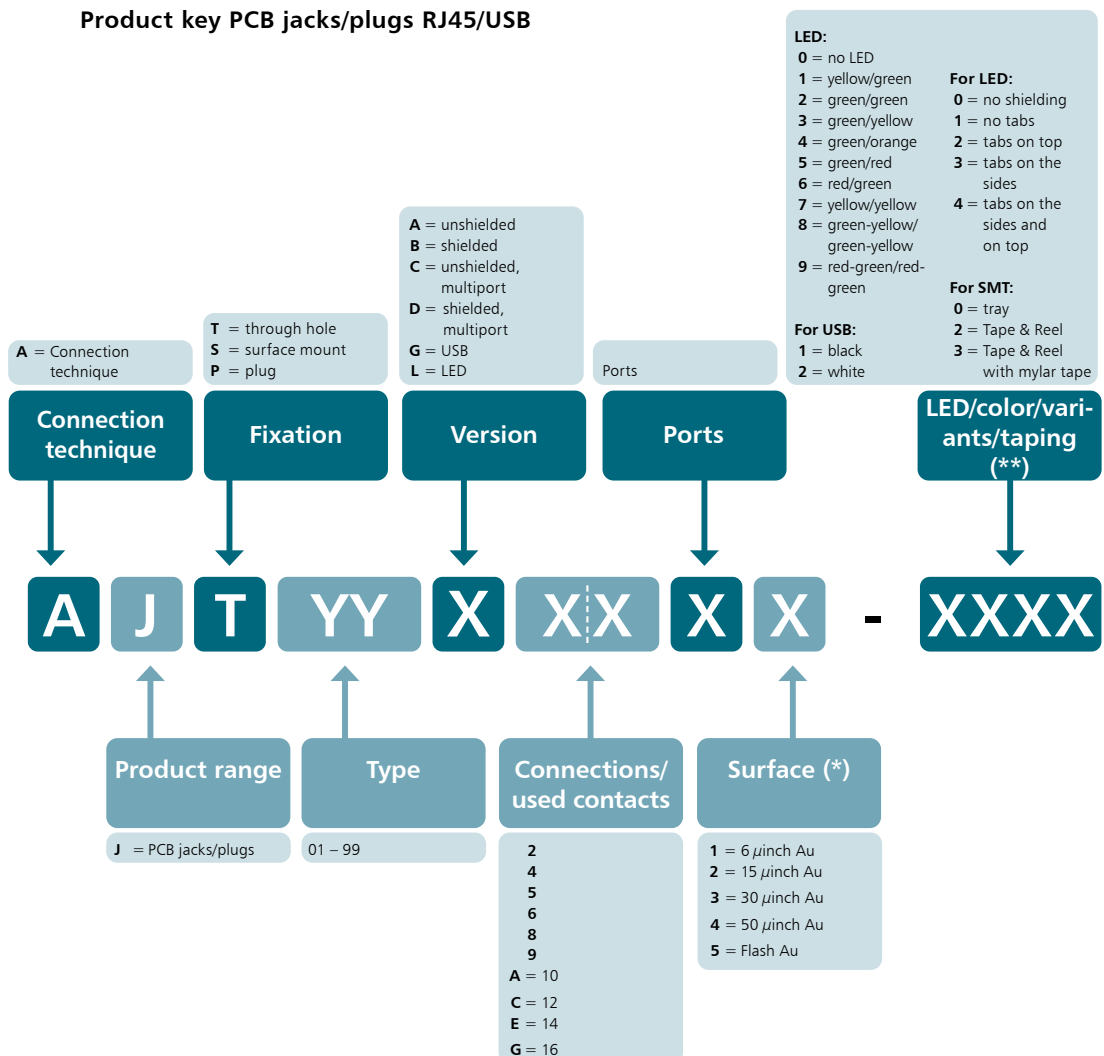 Product key PCB jacks/plugs RJ45/USB
LED:
0 = no LED
1 = yellow/green
2 = green/green
3 = green/yellow
4 = green/orange
5 = green/red
6 = red/green
7 = yellow/yellow
8 = green-yellow/
green-yellow
9 = red-green/red-
green
For USB:
1 = black
2 = white
For LED:
0 = no shielding
1 = no tabs
2 = tabs on top
3 = tabs on the
sides
4 = tabs on the
sides and
on top
For SMT:
0 = tray
2 = Tape & Reel
3 = Tape & Reel
with mylar tape
A = Connection
technique
T = through hole
S = surface mount
P = plug
A = unshielded
B = shielded
C = unshielded,
multiport
D = shielded,
multiport
G = USB
L = LED
Ports
Connection
technique
Fixation
Version
Ports
LED/color/vari-
ants/taping
(**)
A J T YY X X X X X - XXXX
Product range
Type
Connections/
used contacts
Surface (*)
J = PCB jacks/plugs
01 – 99
2
4
5
6
8
9
A = 10
C = 12
E = 14
G = 16
1 = 6 µinch Au
2 = 15 µinch Au
3 = 30 µinch Au
4 = 50 µinch Au
5 = Flash Au